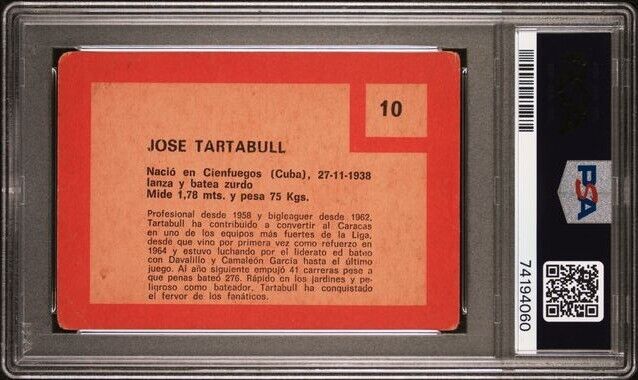 10
JOSE TARTABULL
Nació en Cienfuegos (Cuba), 27-11-1938
lanza y batea zurdo
Mide 1,78 mts. y pesa 75 Kgs.
Profesional desde 1958 y bigleaguer desde 1962,
Tartabull ha contribuido a convertir al Caracas
en uno de los equipos más fuertes de la Liga,
desde que vino por primera vez como refuerzo en
1964 y estuvo luchando por el liderato ed bateo
con Davalillo y Camaleón García hasta el último
juego. Al año siguiente empujó 41 carreras pese a
que penas bateó 276. Rápido en los jardines y pe-
ligroso como bateador. Tartabull ha conquistado
el fervor de los fanáticos.
PSA
74194060